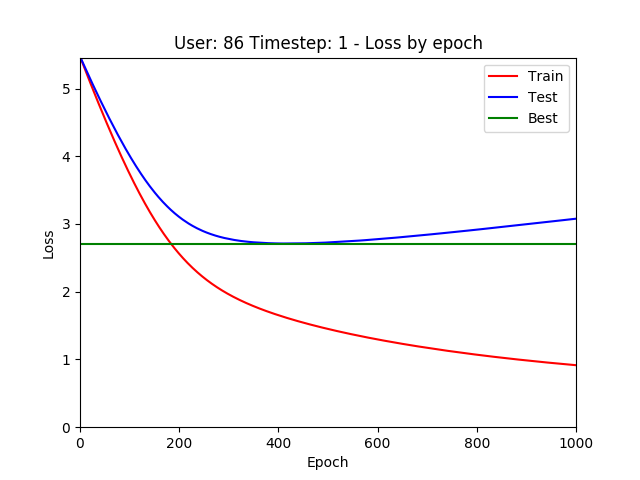 User: 86 Timestep: 1 - Loss by epoch
Train
Test
Best
5
4
3
2
1
0
Loss
0 200 400 600 800 1000
Epoch